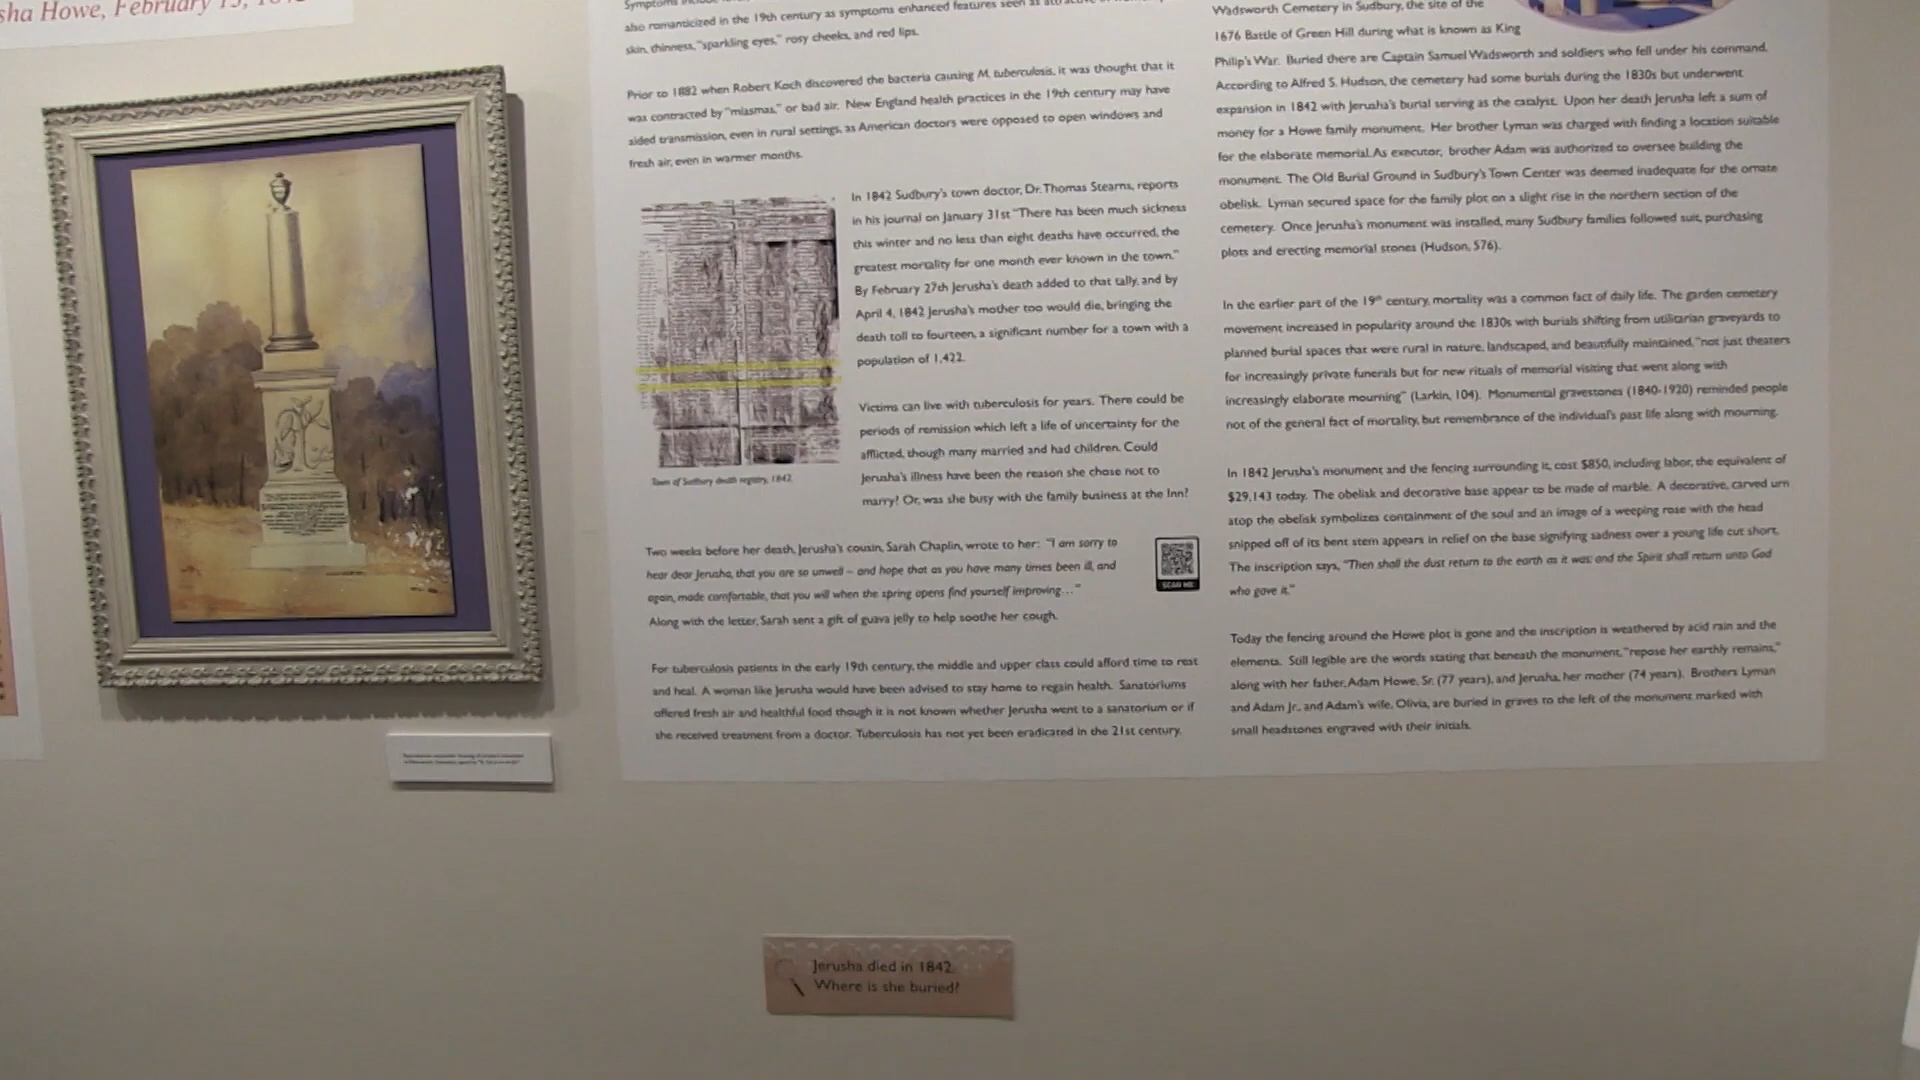 sha Howe, February 15, 1842
also romanticized in the 19th century as symptoms enhanced features seen as attractive
skin, thinness, "sparkling eyes," rosy cheeks, and red lips.
Prior to 1882 when Robert Koch discovered the bacteria causing M. tuberculosis, it was thought that it
was contracted by "miasmas," or bad air. New England health practices in the 19th century may have
aided transmission, even in rural settings, as American doctors were opposed to open windows and
fresh air, even in warmer months.
In 1842 Sudbury's town doctor, Dr. Thomas Stearns, reports
in his journal on January 31st "There has been much sickness
this winter and no less than eight deaths have occurred, the
greatest mortality for one month ever known in the town."
By February 27th Jerusha's death added to that tally, and by
April 4, 1842 Jerusha's mother too would die, bringing the
death toll to fourteen, a significant number for a town with a
population of 1,422.
Town of Sudbury death registry, 1842.
Victims can live with tuberculosis for years. There could be
periods of remission which left a life of uncertainty for the
afflicted, though many married and had children. Could
Jerusha's illness have been the reason she chose not to
marry? Or, was she busy with the family business at the Inn?
Two weeks before her death, Jerusha's cousin, Sarah Chaplin, wrote to her: "I am sorry to
hear dear Jerusha, that you are so unwell – and hope that as you have many times been ill, and
again, made comfortable, that you will when the spring opens find yourself improving…"
Along with the letter, Sarah sent a gift of guava jelly to help soothe her cough.
SCAN ME
For tuberculosis patients in the early 19th century, the middle and upper class could afford time to rest
and heal. A woman like Jerusha would have been advised to stay home to regain health. Sanatoriums
offered fresh air and healthful food though it is not known whether Jerusha went to a sanatorium or if
she received treatment from a doctor. Tuberculosis has not yet been eradicated in the 21st century.
Wadsworth Cemetery in Sudbury, the site of the
1676 Battle of Green Hill during what is known as King
Philip's War. Buried there are Captain Samuel Wadsworth and soldiers who fell under his command.
According to Alfred S. Hudson, the cemetery had some burials during the 1830s but underwent
expansion in 1842 with Jerusha's burial serving as the catalyst. Upon her death Jerusha left a sum of
money for a Howe family monument. Her brother Lyman was charged with finding a location suitable
for the elaborate memorial. As executor, brother Adam was authorized to oversee building the
monument. The Old Burial Ground in Sudbury's Town Center was deemed inadequate for the ornate
obelisk. Lyman secured space for the family plot on a slight rise in the northern section of the
cemetery. Once Jerusha's monument was installed, many Sudbury families followed suit, purchasing
plots and erecting memorial stones (Hudson, 576).
In the earlier part of the 19th century, mortality was a common fact of daily life. The garden cemetery
movement increased in popularity around the 1830s with burials shifting from utilitarian graveyards to
planned burial spaces that were rural in nature, landscaped, and beautifully maintained, "not just theaters
for increasingly private funerals but for new rituals of memorial visiting that went along with
increasingly elaborate mourning" (Larkin, 104). Monumental gravestones (1840-1920) reminded people
not of the general fact of mortality, but remembrance of the individual's past life along with mourning.
In 1842 Jerusha's monument and the fencing surrounding it, cost $850, including labor, the equivalent of
$29,143 today. The obelisk and decorative base appear to be made of marble. A decorative, carved urn
atop the obelisk symbolizes containment of the soul and an image of a weeping rose with the head
snipped off of its bent stem appears in relief on the base signifying sadness over a young life cut short.
The inscription says, "Then shall the dust return to the earth as it was: and the Spirit shall return unto God
who gave it."
Today the fencing around the Howe plot is gone and the inscription is weathered by acid rain and the
elements. Still legible are the words stating that beneath the monument, "repose her earthly remains,"
along with her father, Adam Howe, Sr. (77 years), and Jerusha, her mother (74 years). Brothers Lyman
and Adam Jr., and Adam's wife, Olivia, are buried in graves to the left of the monument marked with
small headstones engraved with their initials.
Jerusha died in 1842.
Where is she buried?